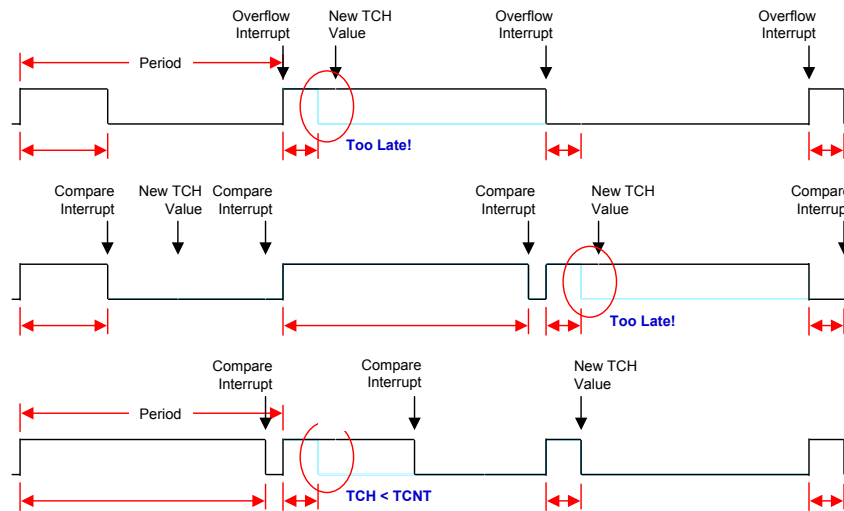 Overflow
Interrupt
New TCH
Value
Overflow
Interrupt
Overflow
Interrupt
Period
Too Late!
Compare
Interrupt
New TCH
Value
Compare
Interrupt
Compare
Interrupt
New TCH
Value
Compare
Interrupt
Too Late!
Compare
Interrupt
Compare
Interrupt
New TCH
Value
Period
TCH < TCNT